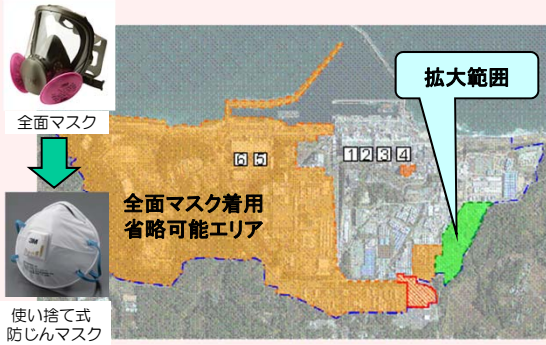 全面マスク
使い捨て式
防じんマスク
3M
全面マスク着用
省略可能エリア
6 5
1 2 3 4
拡大範囲